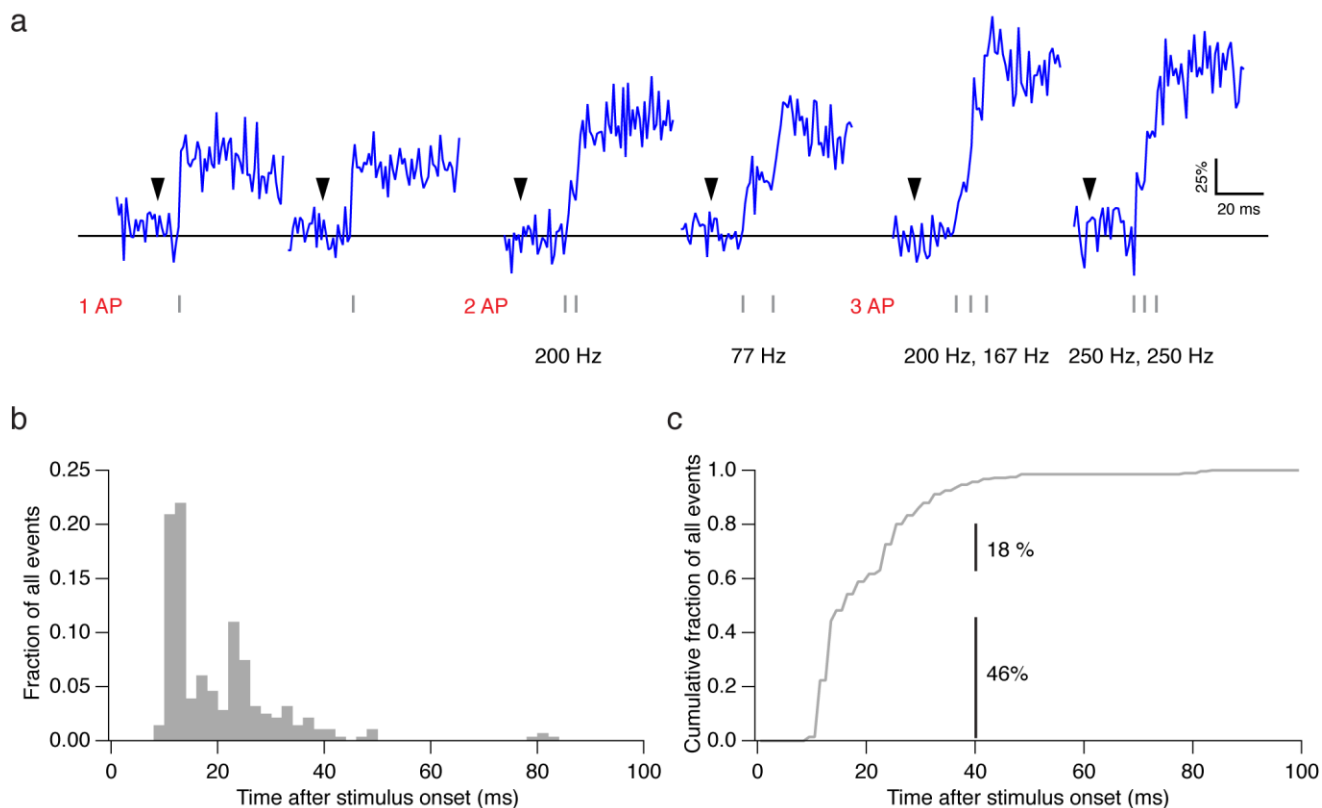 a
25%
20 ms
1 AP
2 AP
3 AP
200 Hz
77 Hz
200 Hz, 167 Hz
250 Hz, 250 Hz
b
Fraction of all events
0.25
0.20
0.15
0.10
0.05
0.00
0 20 40 60 80 100
Time after stimulus onset (ms)
c
Cumulative fraction of all events
1.0
0.8
0.6
0.4
0.2
0.0
18 %
46%
0 20 40 60 80 100
Time after stimulus onset (ms)